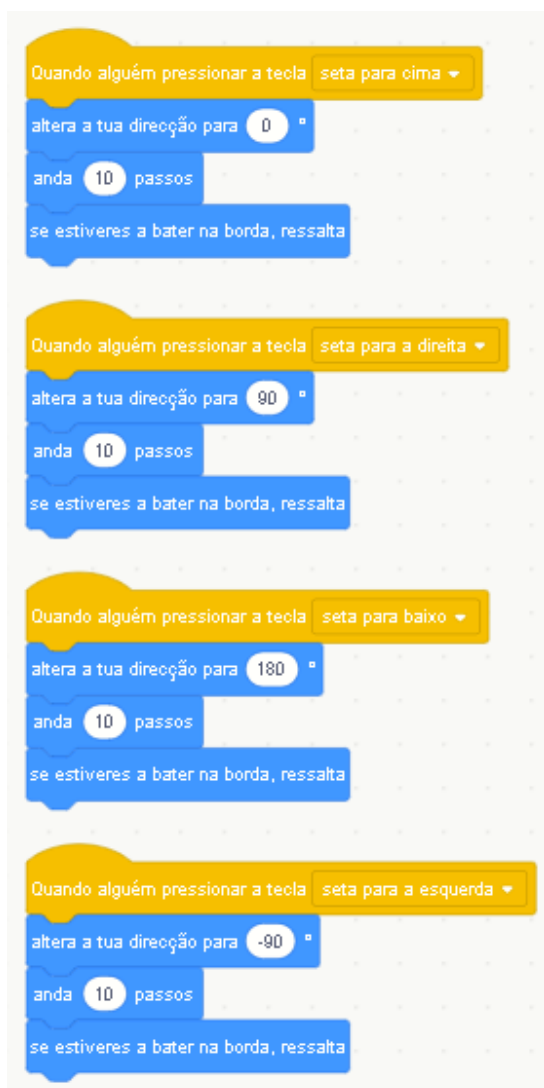 Quando alguém pressionar a tecla seta para cima
altera a tua direcção para 0 °
anda 10 passos
se estiveres a bater na borda, ressalta
Quando alguém pressionar a tecla seta para a direita
altera a tua direcção para 90 °
anda 10 passos
se estiveres a bater na borda, ressalta
Quando alguém pressionar a tecla seta para baixo
altera a tua direcção para 180 °
anda 10 passos
se estiveres a bater na borda, ressalta
Quando alguém pressionar a tecla seta para a esquerda
altera a tua direcção para -90 °
anda 10 passos
se estiveres a bater na borda, ressalta